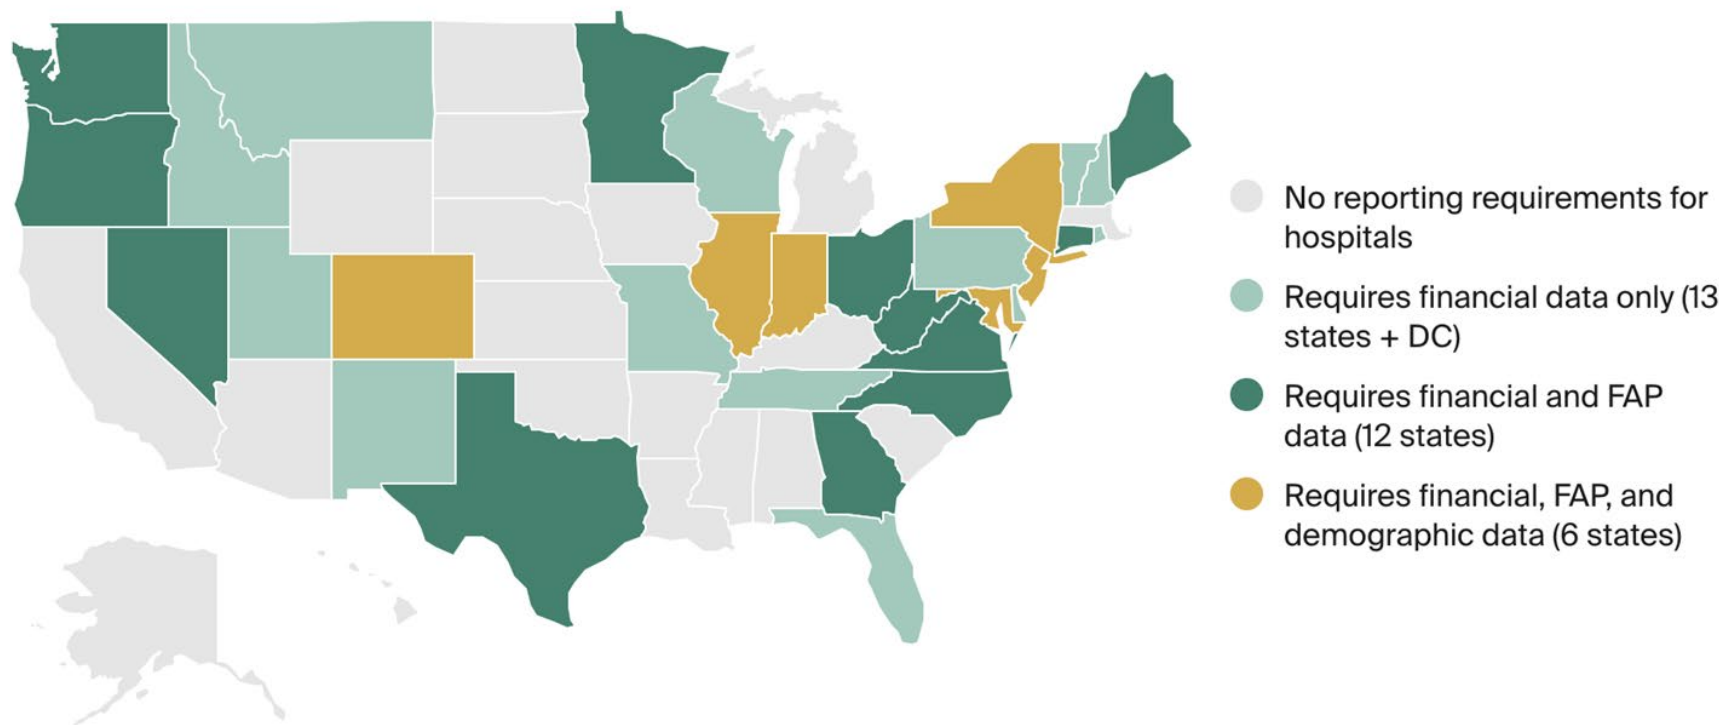 No reporting requirements for
hospitals
Requires financial data only (13
states + DC)
Requires financial and FAP
data (12 states)
Requires financial, FAP, and
demographic data (6 states)